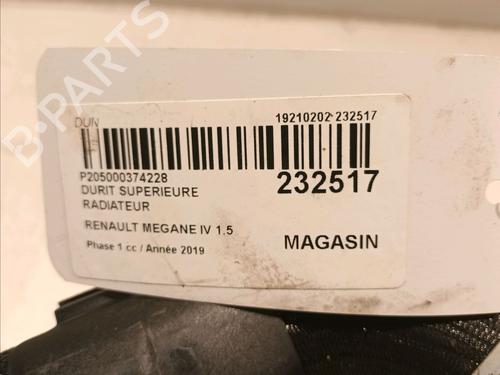 DUN
19210202 232517
P205000374228
DURIT SUPERIEURE
RADIATEUR
232517
RENAULT MEGANE IV 1.5
MAGASIN
Phase 1 cc / Année 2019
B-PARTS